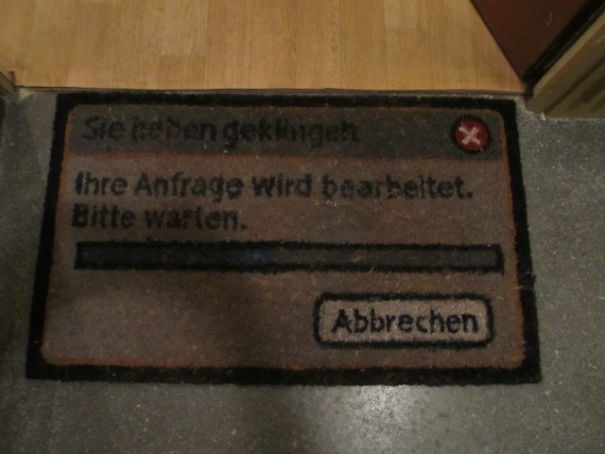 Sie haben geklingelt
Ihre Anfrage wird bearbeitet.
Bitte warten.
Abbrechen